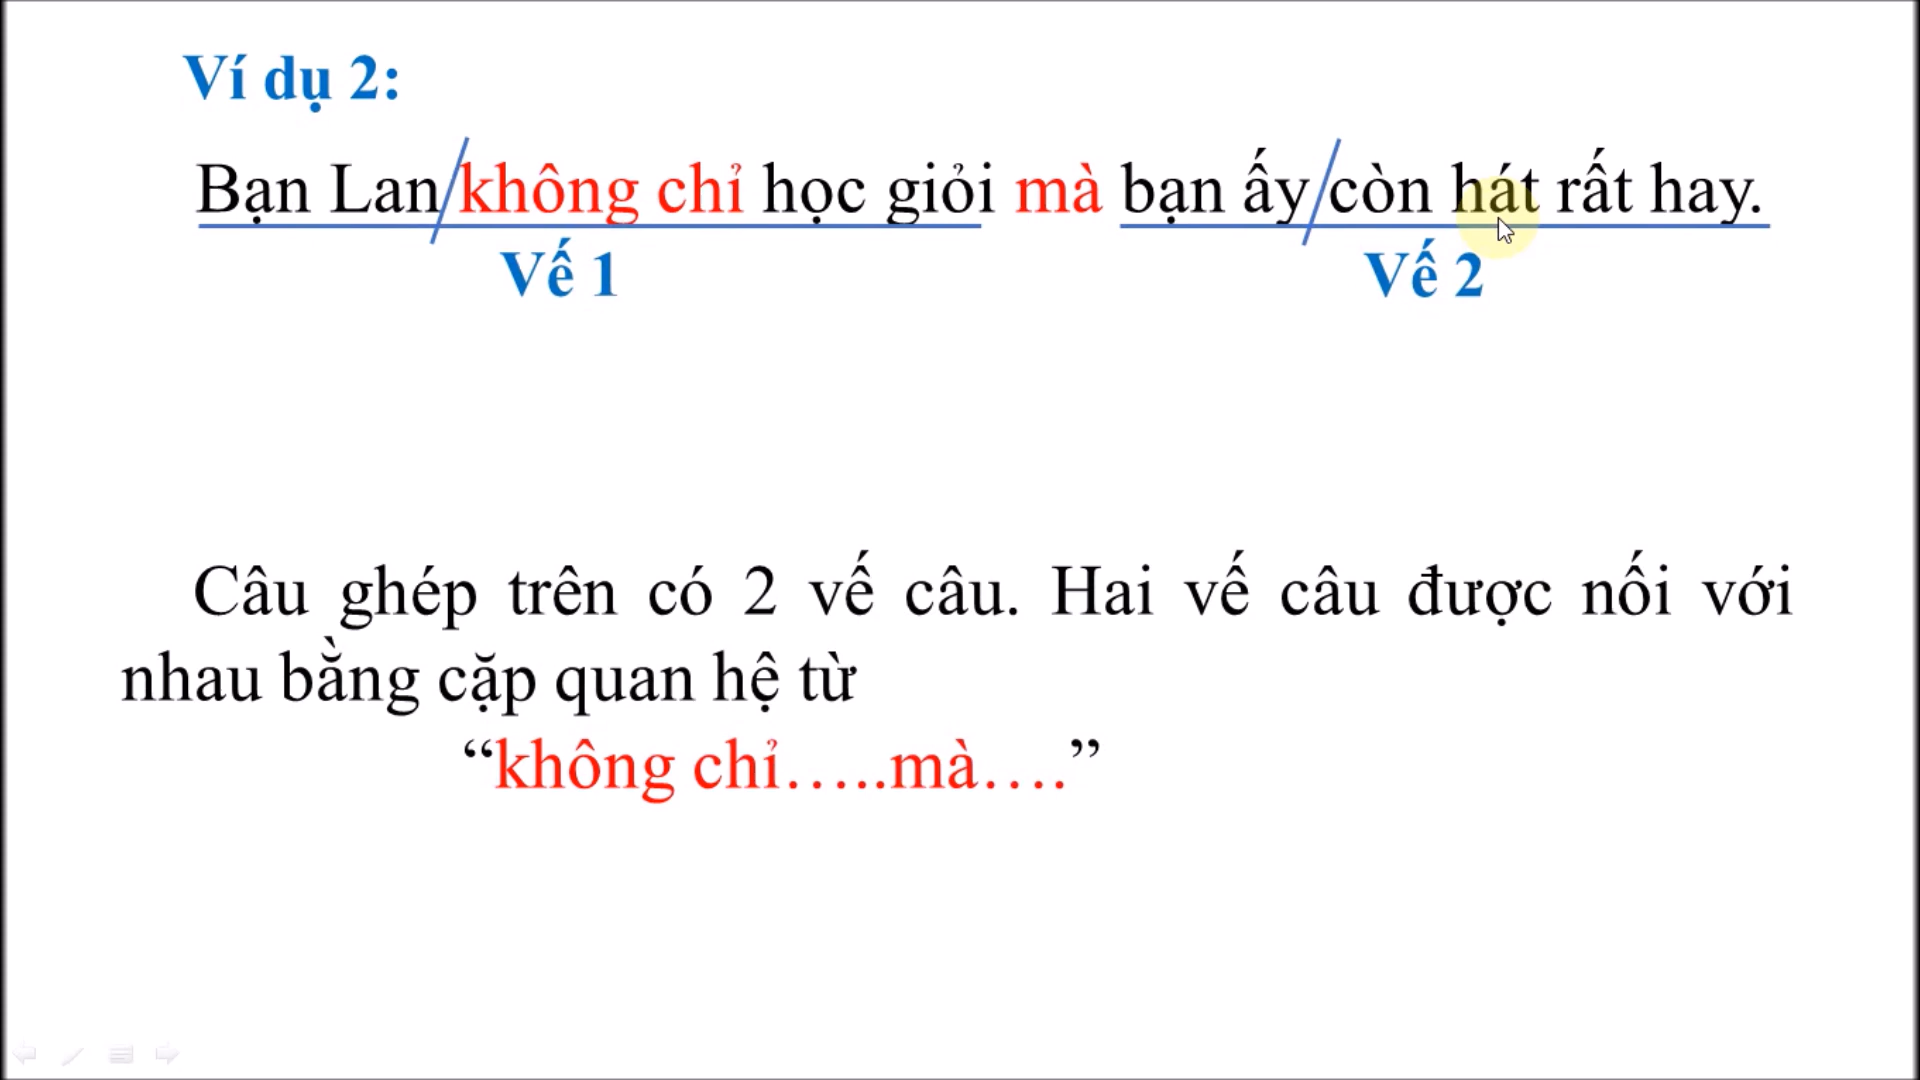 Ví dụ 2:
Bạn Lan/không chỉ học giỏi mà bạn ấy/còn hát rất hay.
Vế 1 Vế 2
Câu ghép trên có 2 vế câu. Hai vế câu được nối với
nhau bằng cặp quan hệ từ
“không chỉ…..mà….”